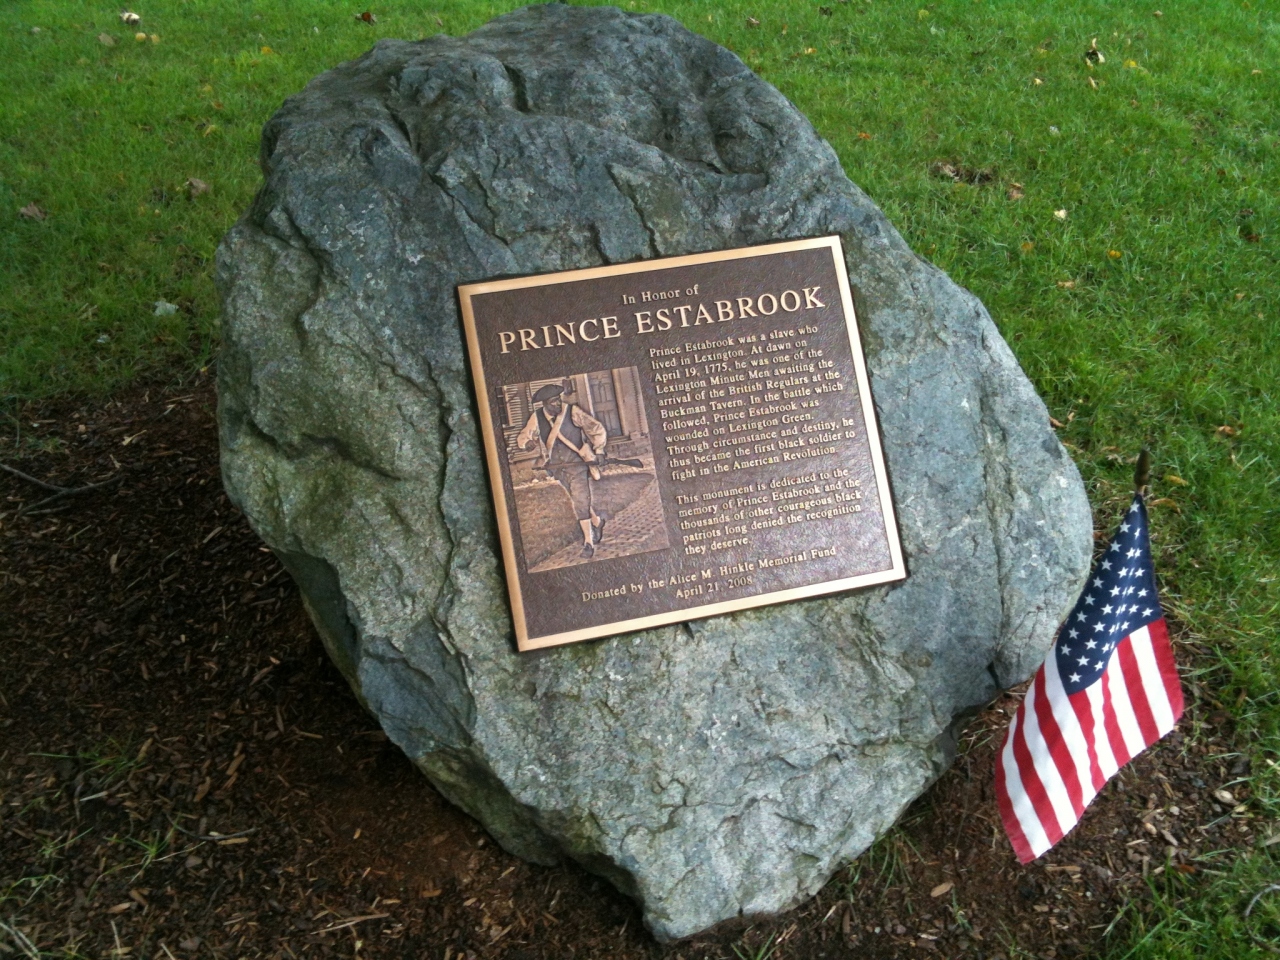 In Honor of
PRINCE ESTABROOK
Prince Estabrook was a slave who
lived in Lexington. At dawn on
April 19, 1775, he was one of the
Lexington Minute Men awaiting the
arrival of the British Regulars at the
Buckman Tavern. In the battle which
followed, Prince Estabrook was
wounded on Lexington Green.
Through circumstance and destiny, he
thus became the first black soldier to
fight in the American Revolution.
This monument is dedicated to the
memory of Prince Estabrook and the
thousands of other courageous black
patriots long denied the recognition
they deserve.
Donated by the Alice M. Hinkle Memorial Fund
April 21, 2008